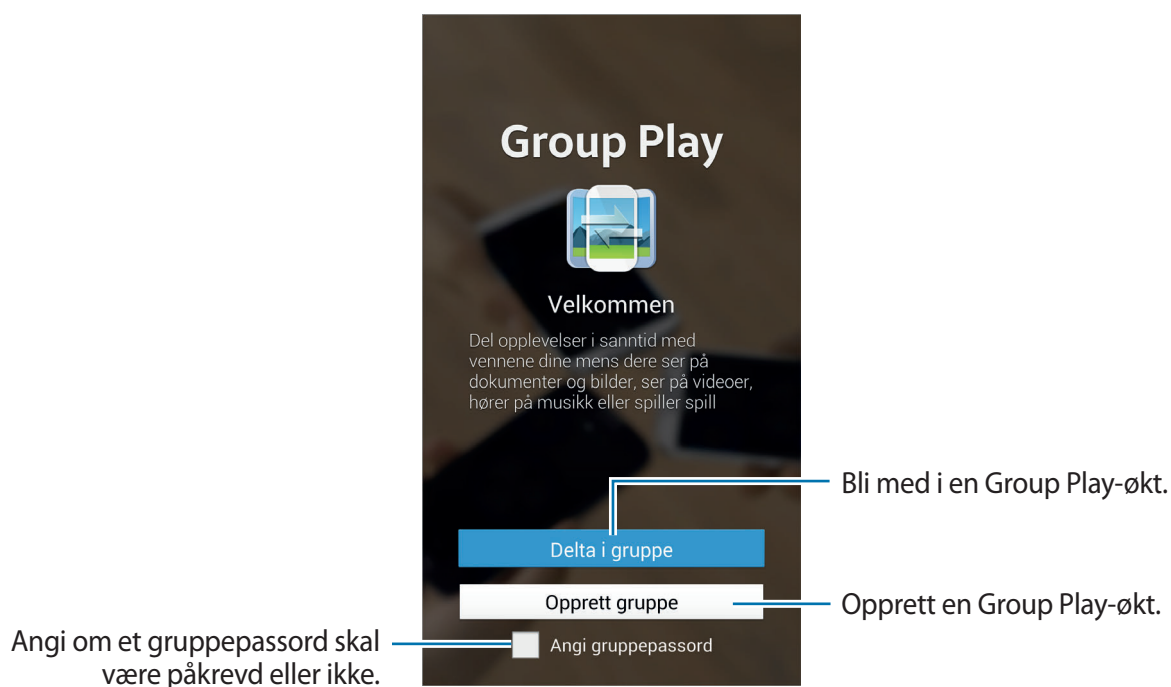 Group Play
Velkommen
Del opplevelser i sanntid med
vennene dine mens dere ser på
dokumenter og bilder, ser på videoer,
hører på musikk eller spiller spill
Bli med i en Group Play-økt.
Delta i gruppe
Opprett gruppe
Opprett en Group Play-økt.
Angi om et gruppepassord skal
være påkrevd eller ikke.
Angi gruppepassord